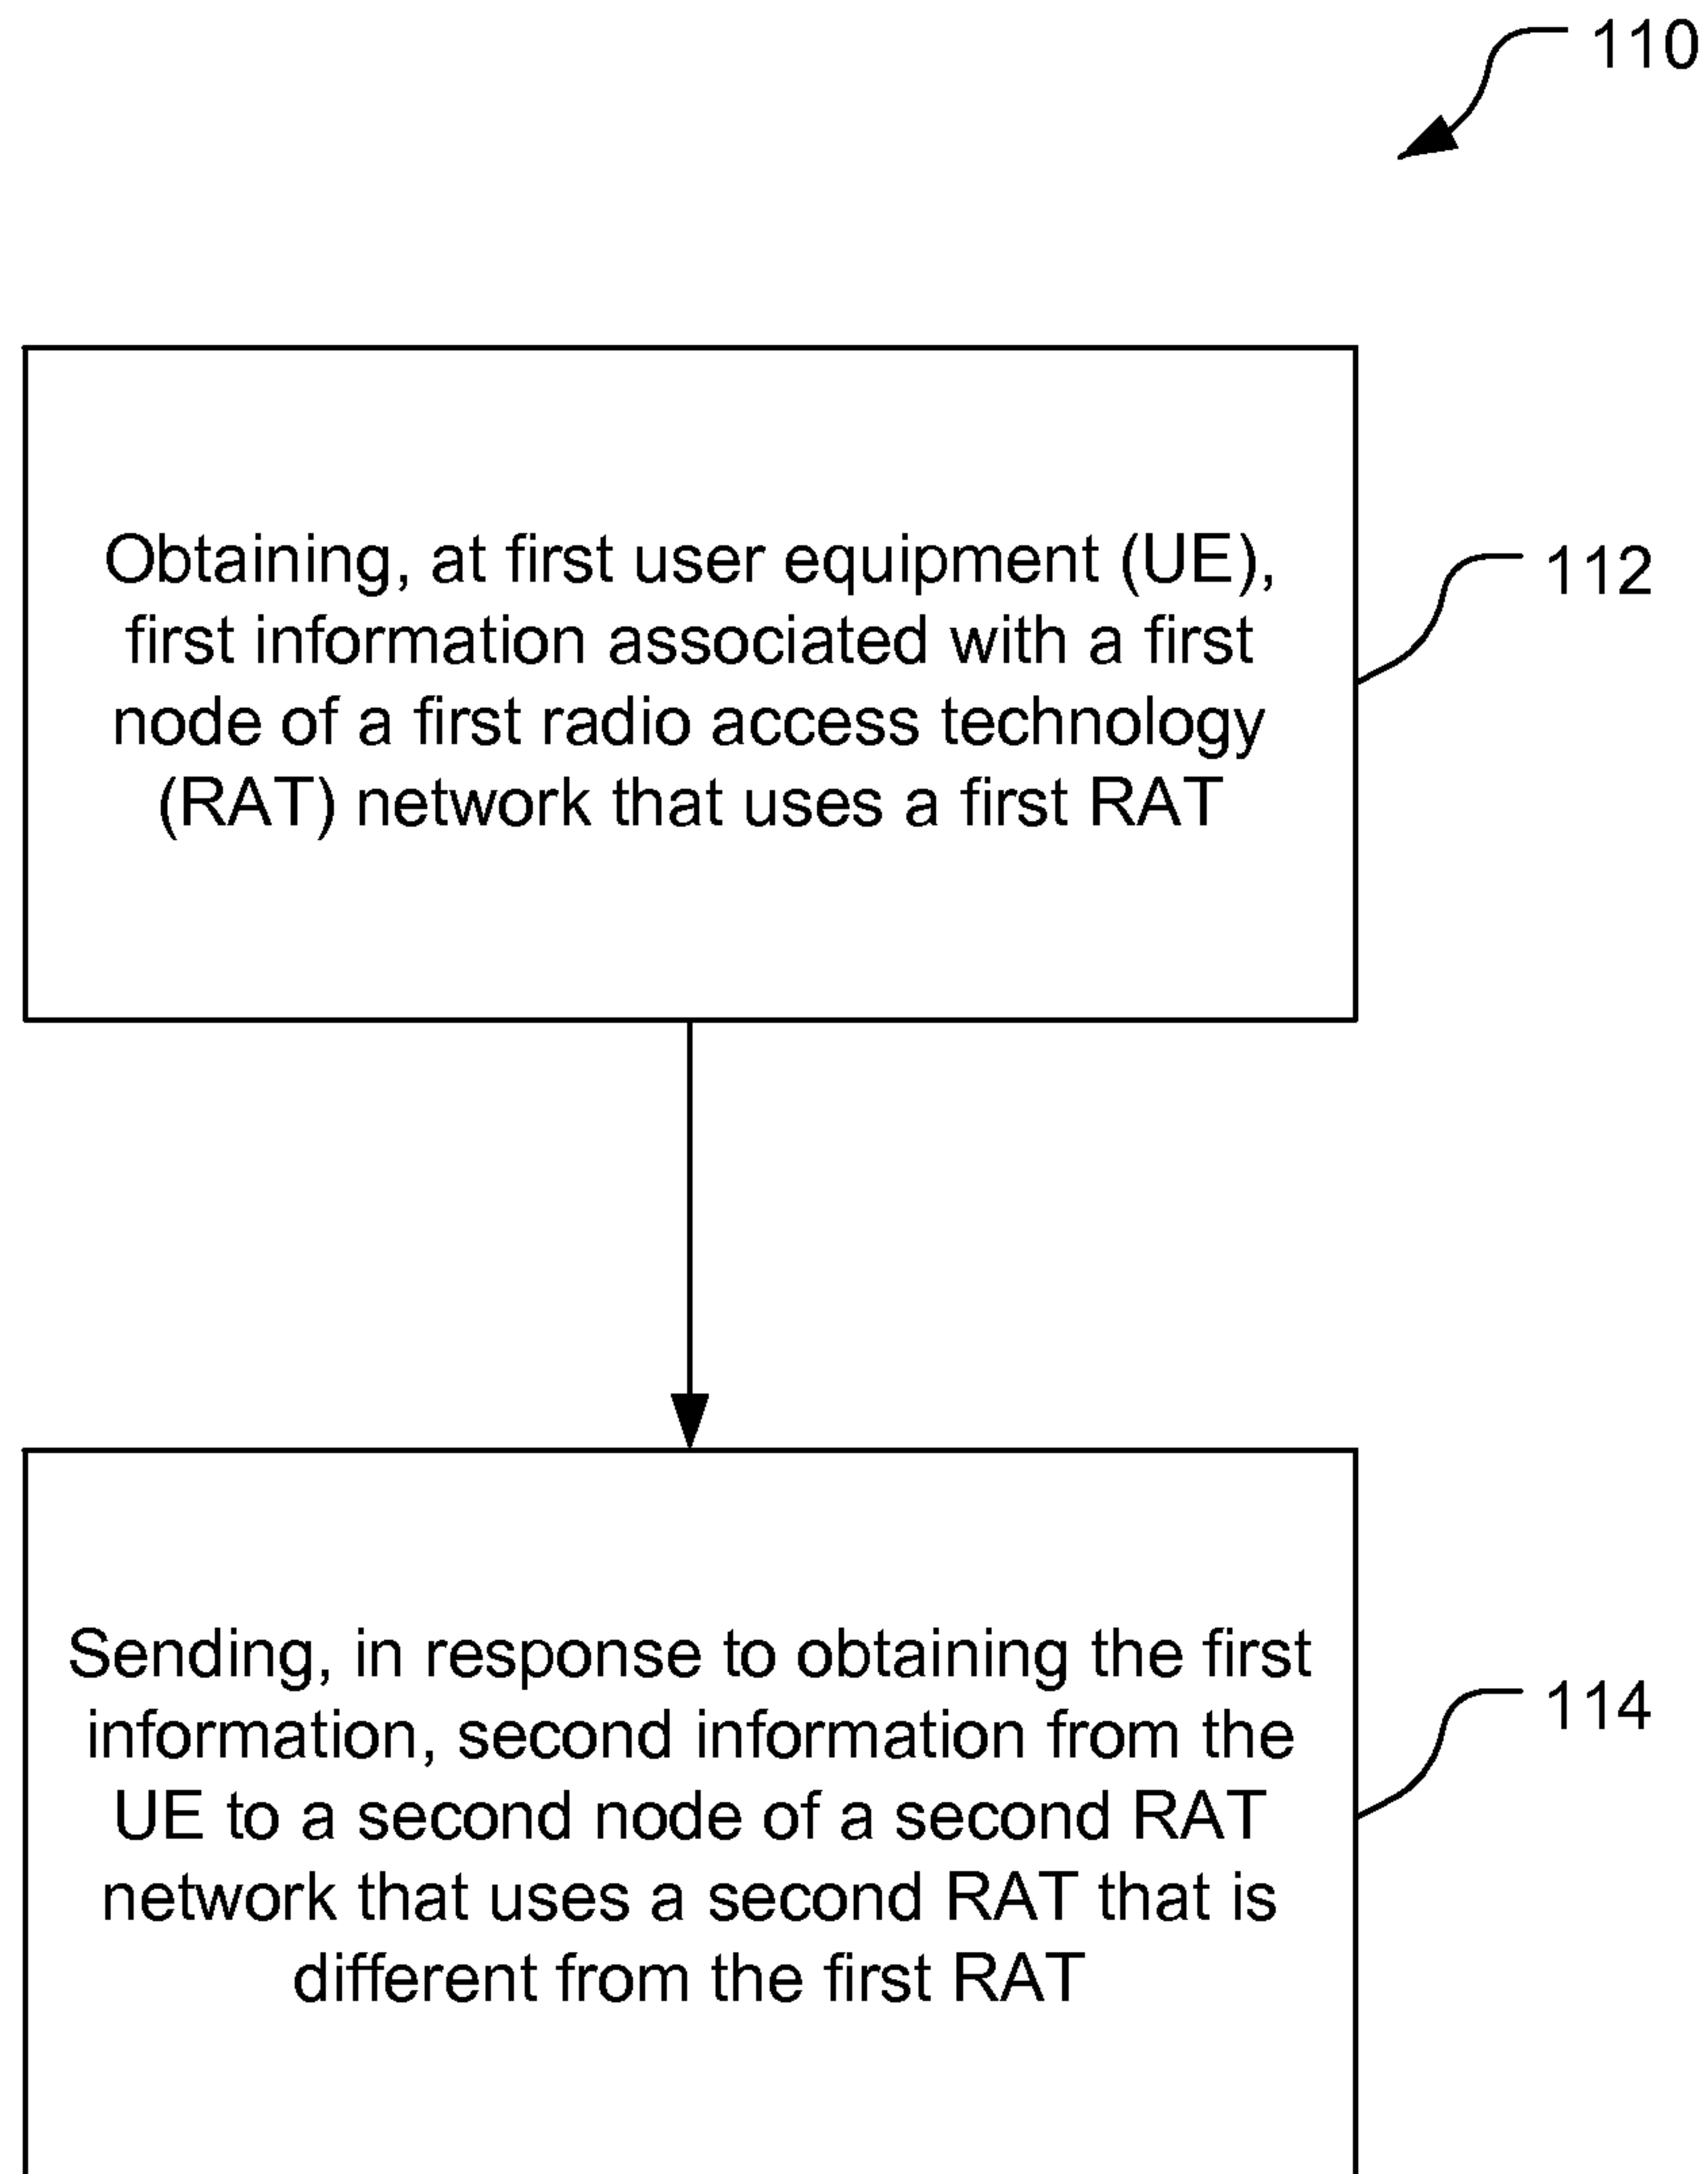 110
Obtaining, at first user equipment (UE),
first information associated with a first
node of a first radio access technology
(RAT) network that uses a first RAT
112
Sending, in response to obtaining the first
information, second information from the
UE to a second node of a second RAT
network that uses a second RAT that is
different from the first RAT
114